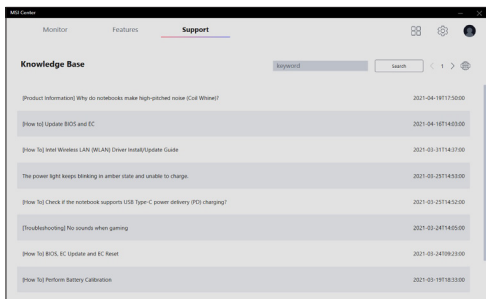 MSI Center
Monitor Features Support
Knowledge Base keyword Search < 1 >
[Product Information] Why do notebooks make high-pitched noise (Coil Whine)? 2021-04-19T17:50:00
[How to] Update BIOS and EC 2021-04-16T14:03:00
[How To] Intel Wireless LAN (WLAN) Driver Install/Update Guide 2021-03-31T14:37:00
The power light keeps blinking in amber state and unable to charge. 2021-03-25T14:53:00
[How To] Check if the notebook supports USB Type-C power delivery (PD) charging? 2021-03-25T14:52:00
[Troubleshooting] No sounds when gaming 2021-03-24T14:05:00
[How To] BIOS, EC Update and EC Reset 2021-03-24T09:23:00
[How To] Perform Battery Calibration 2021-03-19T18:33:00